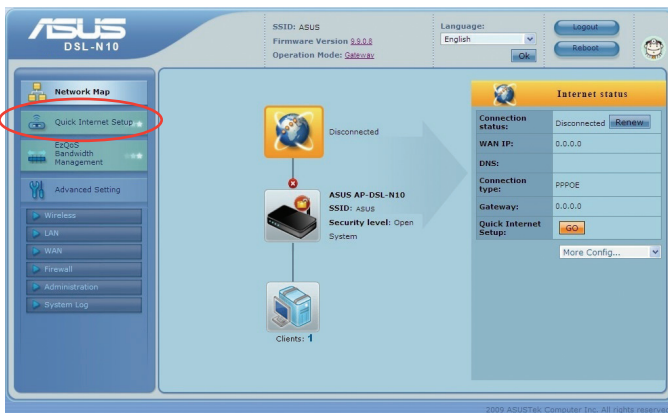 ASUS
DSL-N10
SSID: ASUS
Firmware Version 9.9.0.8
Operation Mode: Gateway
Language:
English
Ok
Logout
Reboot
Network Map
Quick Internet Setup
EzQoS
Bandwidth
Management
Advanced Setting
Wireless
LAN
WAN
Firewall
Administration
System Log
Disconnected
ASUS AP-DSL-N10
SSID: ASUS
Security level: Open
System
Clients: 1
Internet status
Connection
status:
Disconnected Renew
WAN IP: 0.0.0.0
DNS:
Connection
type:
PPPOE
Gateway: 0.0.0.0
Quick Internet
Setup:
GO
More Config...
2009 ASUSTek Computer Inc. All rights reserve